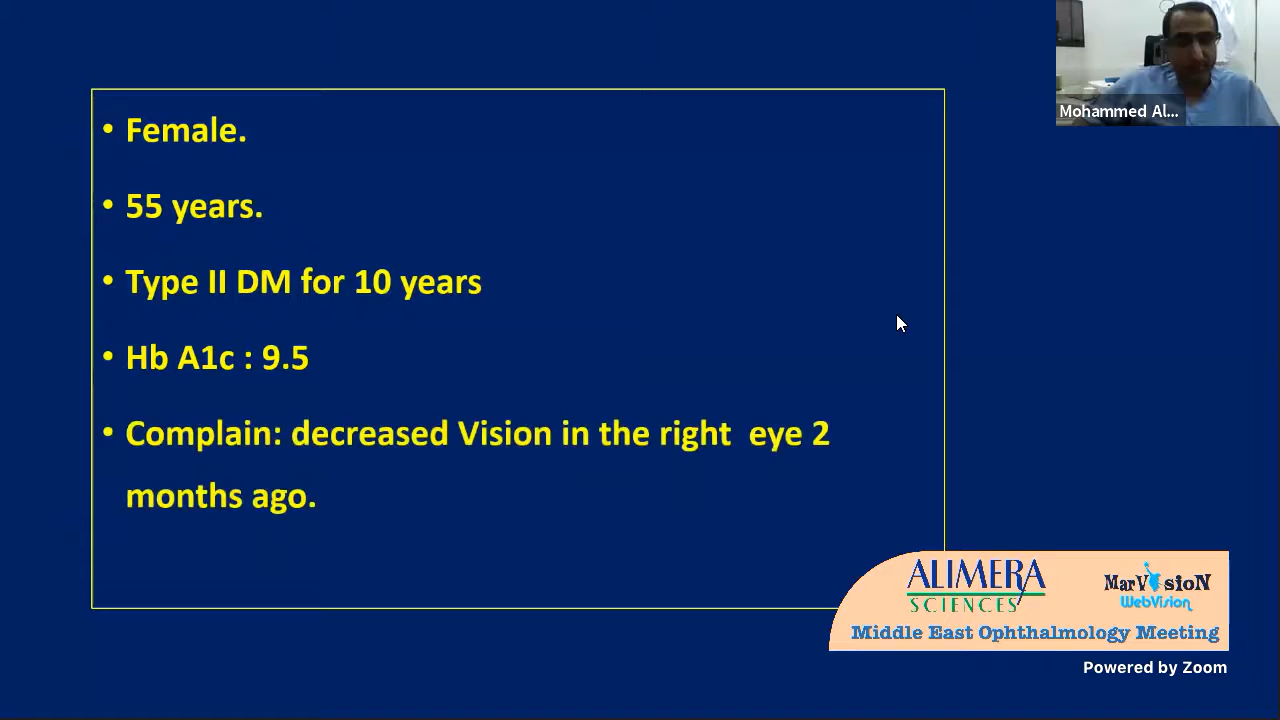 • Female.
• 55 years.
• Type II DM for 10 years
• Hb A1c : 9.5
• Complain: decreased Vision in the right  eye 2
months ago.
Mohammed Al...
ALIMERA
SCIENCES
MarVisioN
WebVision
Middle East Ophthalmology Meeting
Powered by Zoom